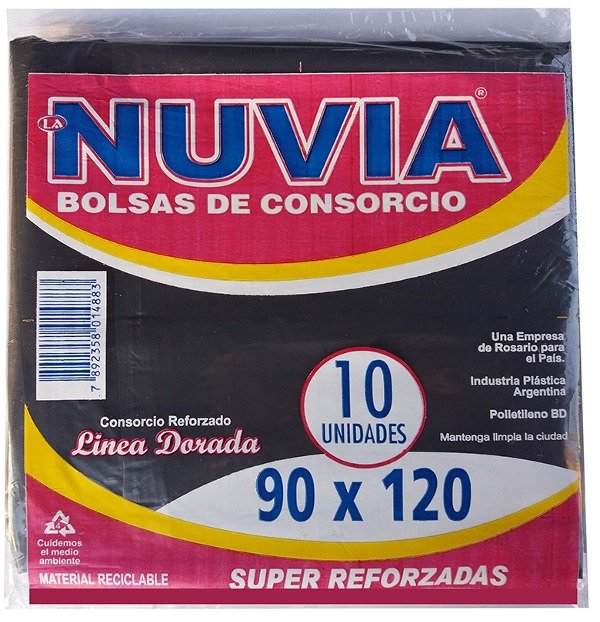 LA
NUVIA®
BOLSAS DE CONSORCIO
7 892358 014883
Una Empresa
de Rosario para
el País.
Industria Plástica
Argentina
Polietileno BD
Mantenga limpia la ciudad
10
UNIDADES
Consorcio Reforzado
Linea Dorada
90 x 120
4
Cuidemos
el medio
ambiente
MATERIAL RECICLABLE
SUPER REFORZADAS